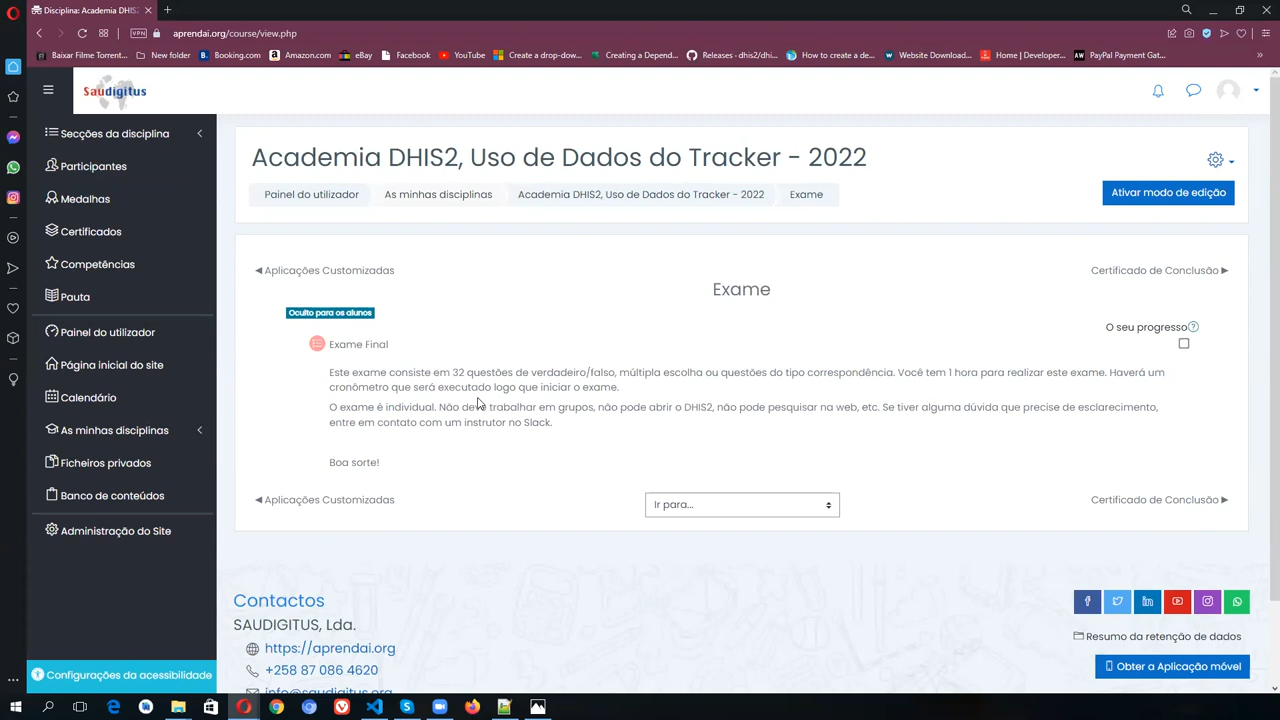 Disciplina: Academia DHIS
VPN
aprendai.org/course/view.php
Baixar Filme Torrent...
New folder
Booking.com
Amazon.com
eBay
Facebook
YouTube
Create a drop-dow...
Creating a Depend...
Releases · dhis2/dhi...
How to create a de...
Website Download...
Home | Developer...
PayPal Payment Gat...
Saudigitus
Secções da disciplina
Participantes
Medalhas
Certificados
Competências
Pauta
Painel do utilizador
Página inicial do site
Calendário
As minhas disciplinas
Ficheiros privados
Banco de conteúdos
Administração do Site
Configurações da acessibilidade
Academia DHIS2, Uso de Dados do Tracker - 2022
Painel do utilizador
As minhas disciplinas
Academia DHIS2, Uso de Dados do Tracker - 2022
Exame
Ativar modo de edição
◀ Aplicações Customizadas
Certificado de Conclusão ▶
Exame
Oculto para os alunos
O seu progresso
Exame Final
Este exame consiste em 32 questões de verdadeiro/falso, múltipla escolha ou questões do tipo correspondência. Você tem 1 hora para realizar este exame. Haverá um
cronômetro que será executado logo que iniciar o exame.
O exame é individual. Não deve trabalhar em grupos, não pode abrir o DHIS2, não pode pesquisar na web, etc. Se tiver alguma dúvida que precise de esclarecimento,
entre em contato com um instrutor no Slack.
Boa sorte!
◀ Aplicações Customizadas
Ir para...
Certificado de Conclusão ▶
Contactos
SAUDIGITUS, Lda.
https://aprendai.org
+258 87 086 4620
info@saudigitus.org
Resumo da retenção de dados
Obter a Aplicação móvel